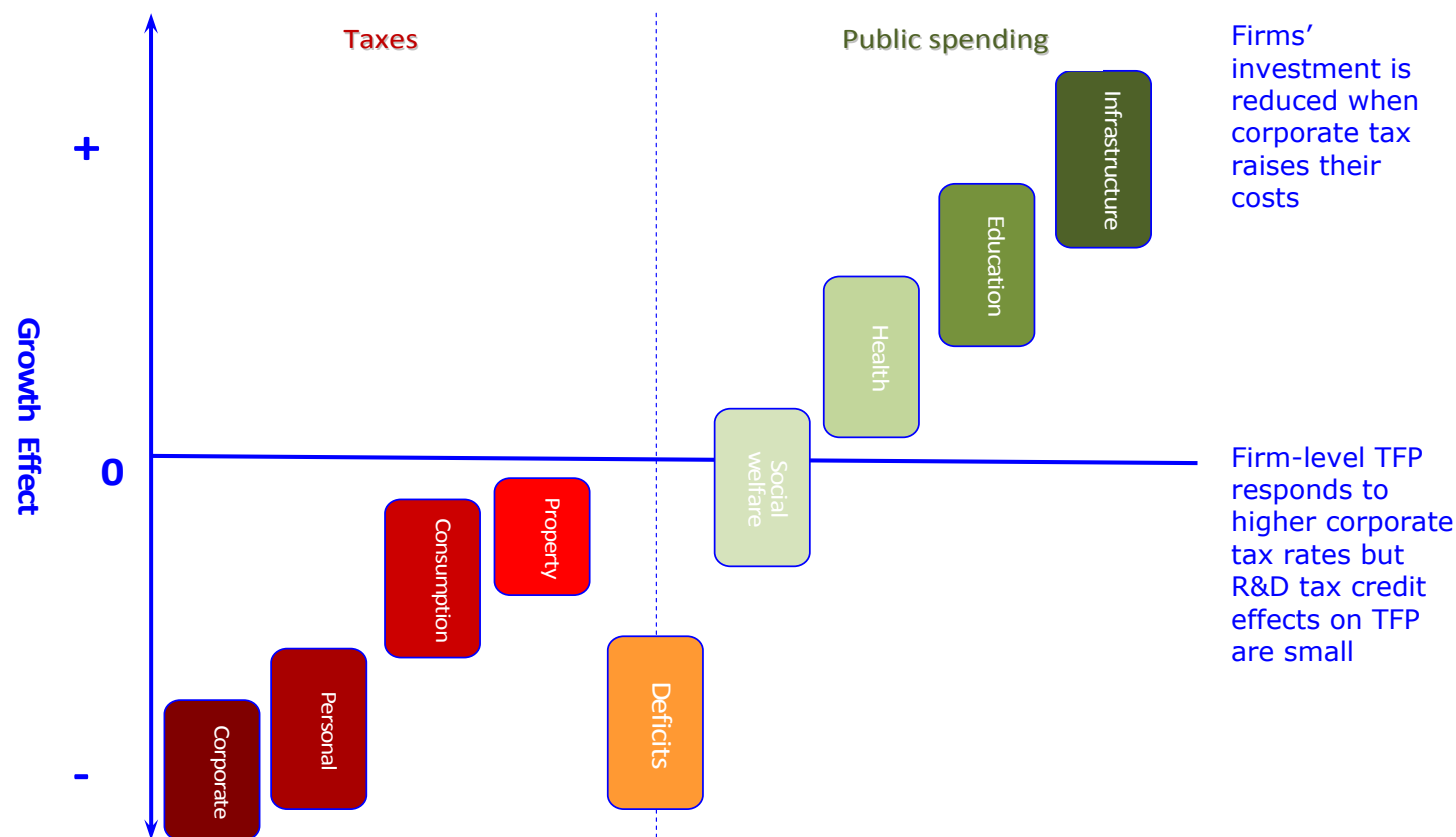 Taxes
Public spending
Firms'
investment is
reduced when
corporate tax
raises their
costs
+
Infrastructure
Education
Health
Growth Effect
0
Social
welfare
Property
Consumption
Firm-level TFP
responds to
higher corporate
tax rates but
R&D tax credit
effects on TFP
are small
Deficits
Personal
Corporate
-